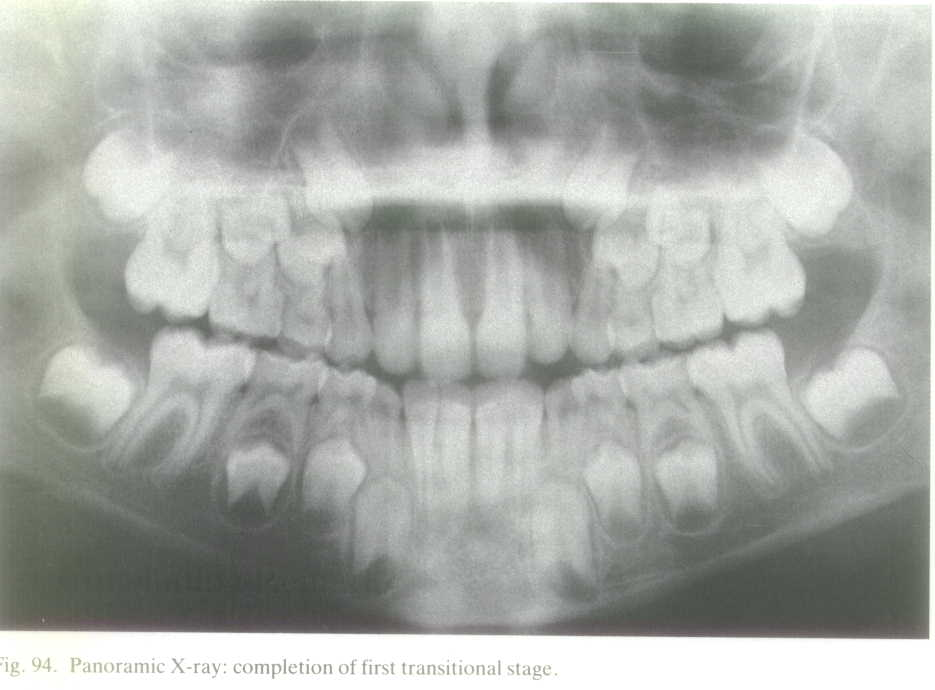 Fig. 94. Panoramic X-ray: completion of first transitional stage.